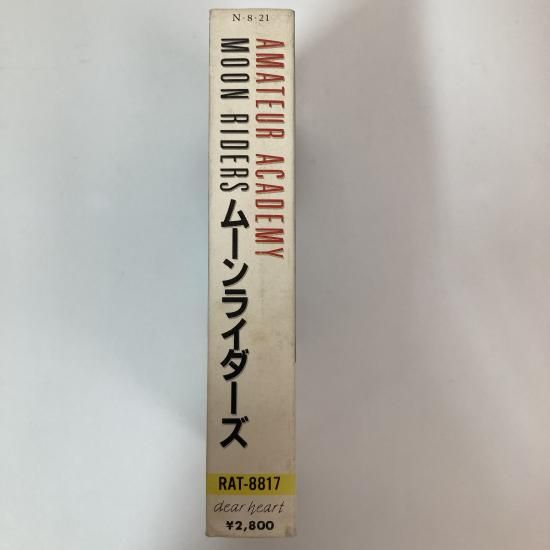 N・8・21
AMATEUR ACADEMY
MOON RIDERS ムーンライダーズ
RAT-8817
dear heart
¥2,800